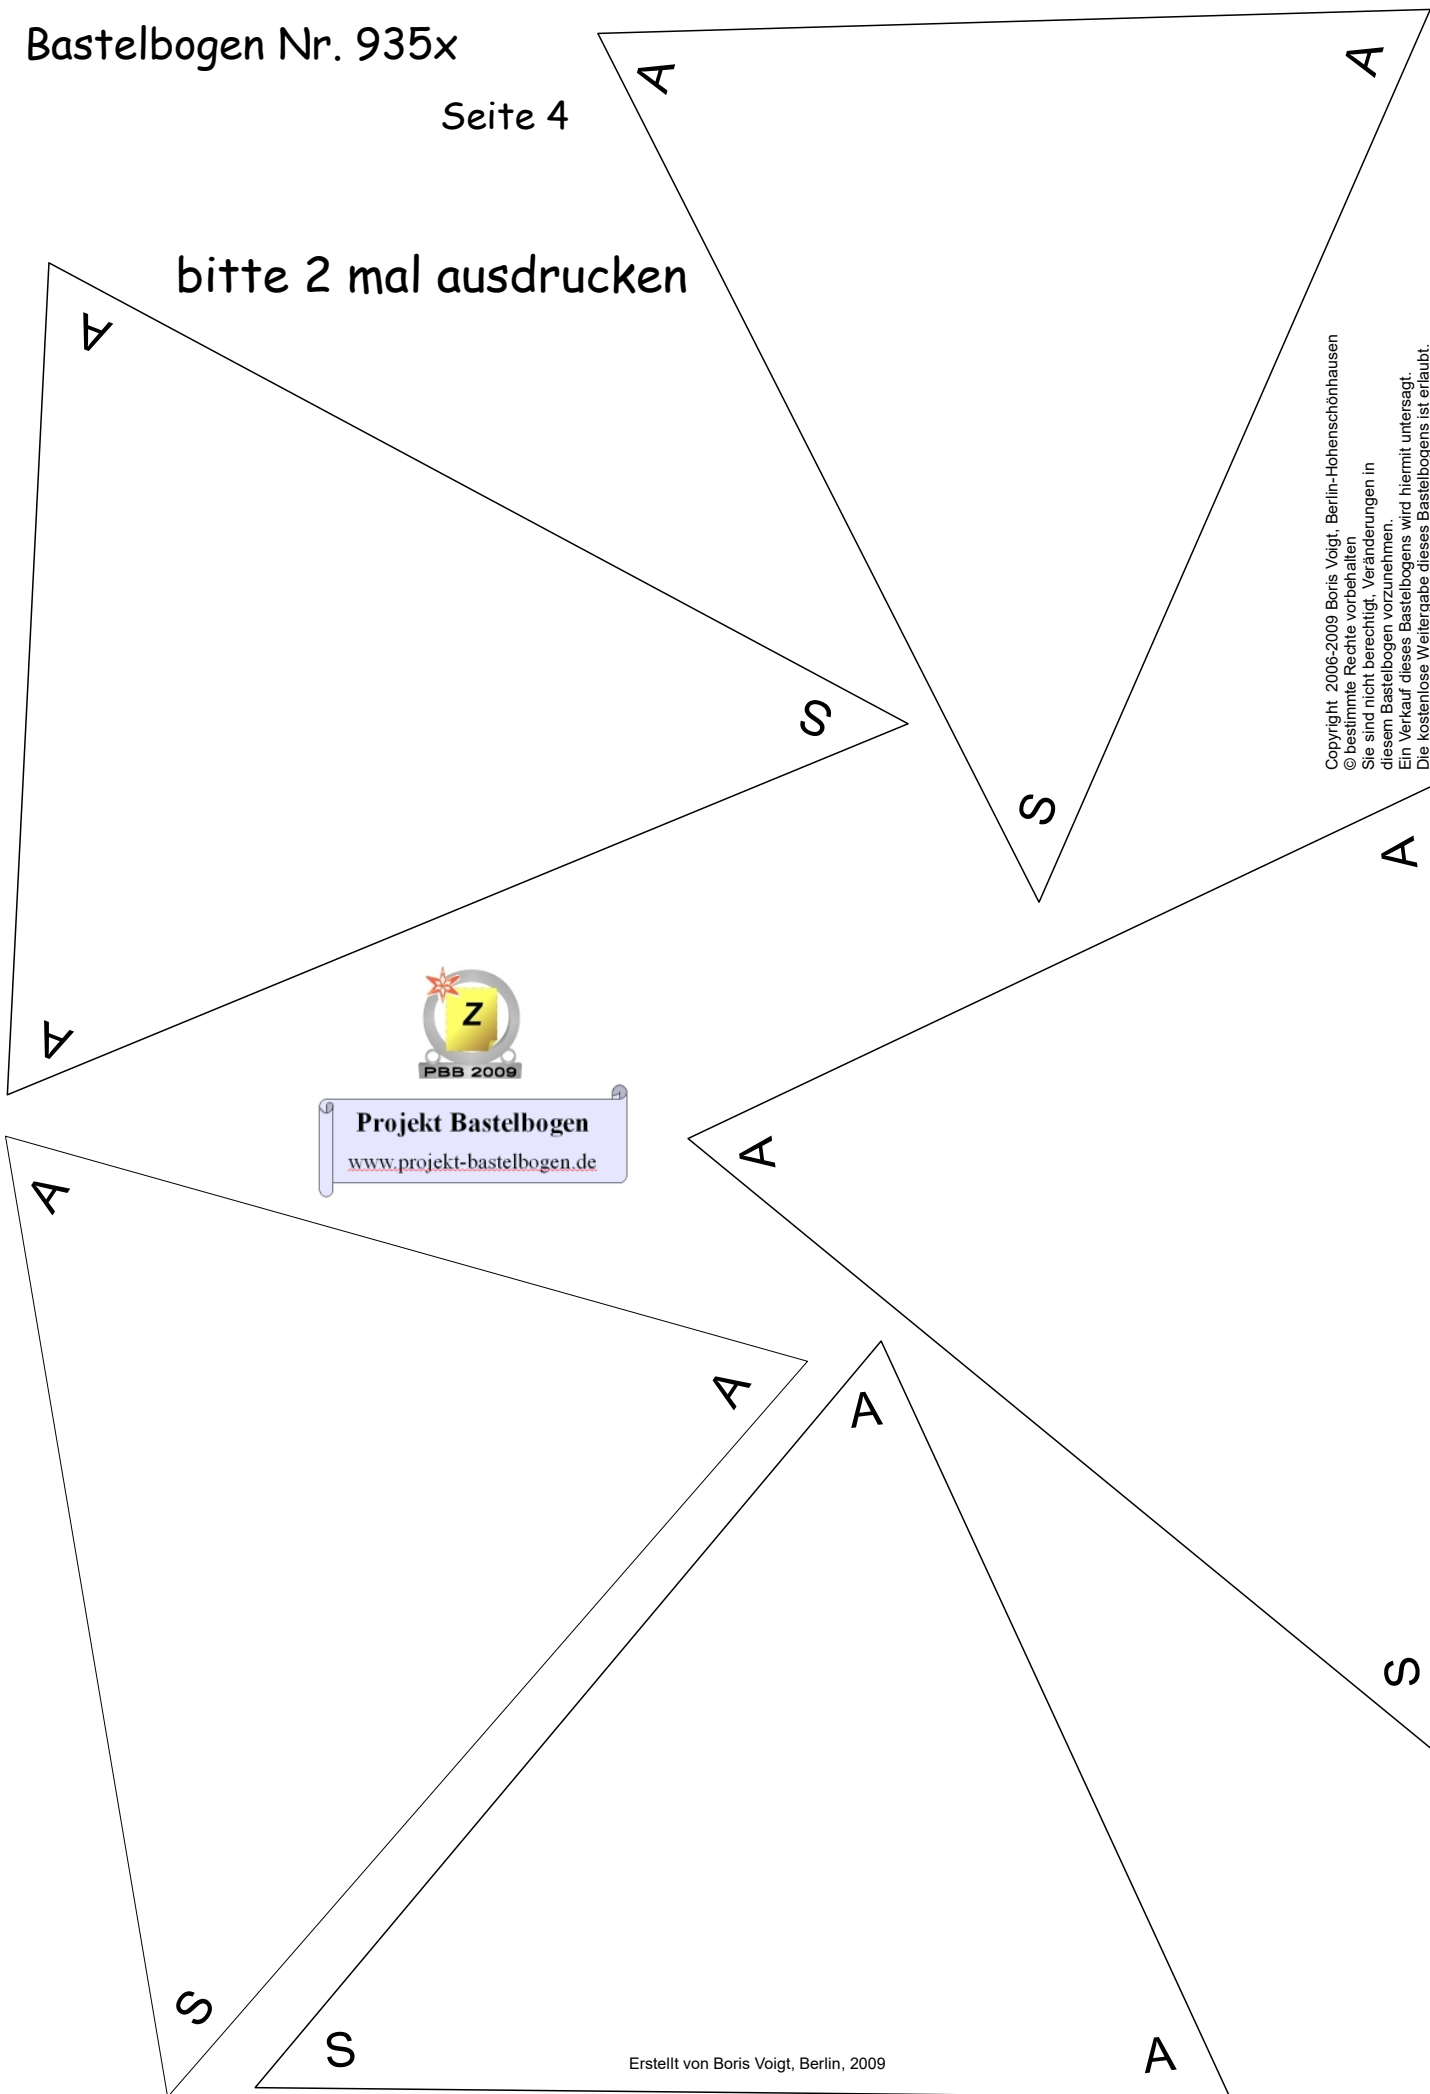 Bastelbogen Nr. 935x
Seite 4
bitte 2 mal ausdrucken
A
A
S
A
S
A
Copyright 2006-2009 Boris Voigt, Berlin-Hohenschönhausen
© bestimmte Rechte vorbehalten
Sie sind nicht berechtigt, Veränderungen in
diesem Bastelbogen vorzunehmen.
Ein Verkauf dieses Bastelbogens wird hiermit untersagt.
Die kostenlose Weitergabe dieses Bastelbogens ist erlaubt.
Z
PBB 2009
Projekt Bastelbogen
www.projekt-bastelbogen.de
A
A
S
A
A
S
A
S
A
Erstellt von Boris Voigt, Berlin, 2009